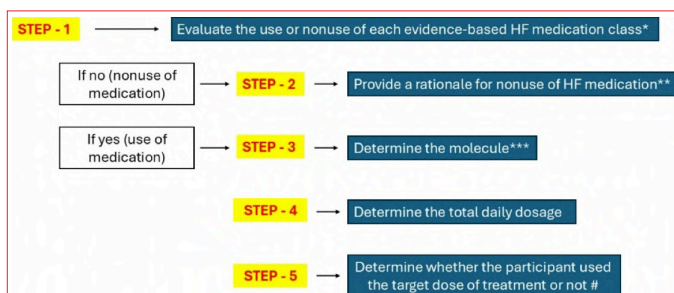 STEP - 1
Evaluate the use or nonuse of each evidence-based HF medication class*
If no (nonuse of
medication)
STEP - 2
Provide a rationale for nonuse of HF medication**
If yes (use of
medication)
STEP - 3
Determine the molecule***
STEP - 4
Determine the total daily dosage
STEP - 5
Determine whether the participant used
the target dose of treatment or not #